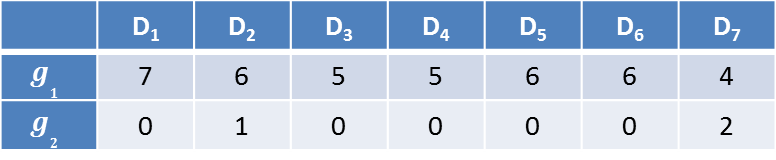 D₁ D₂ D₃ D₄ D₅ D₆ D₇
g₁ 7 6 5 5 6 6 4
g₂ 0 1 0 0 0 0 2